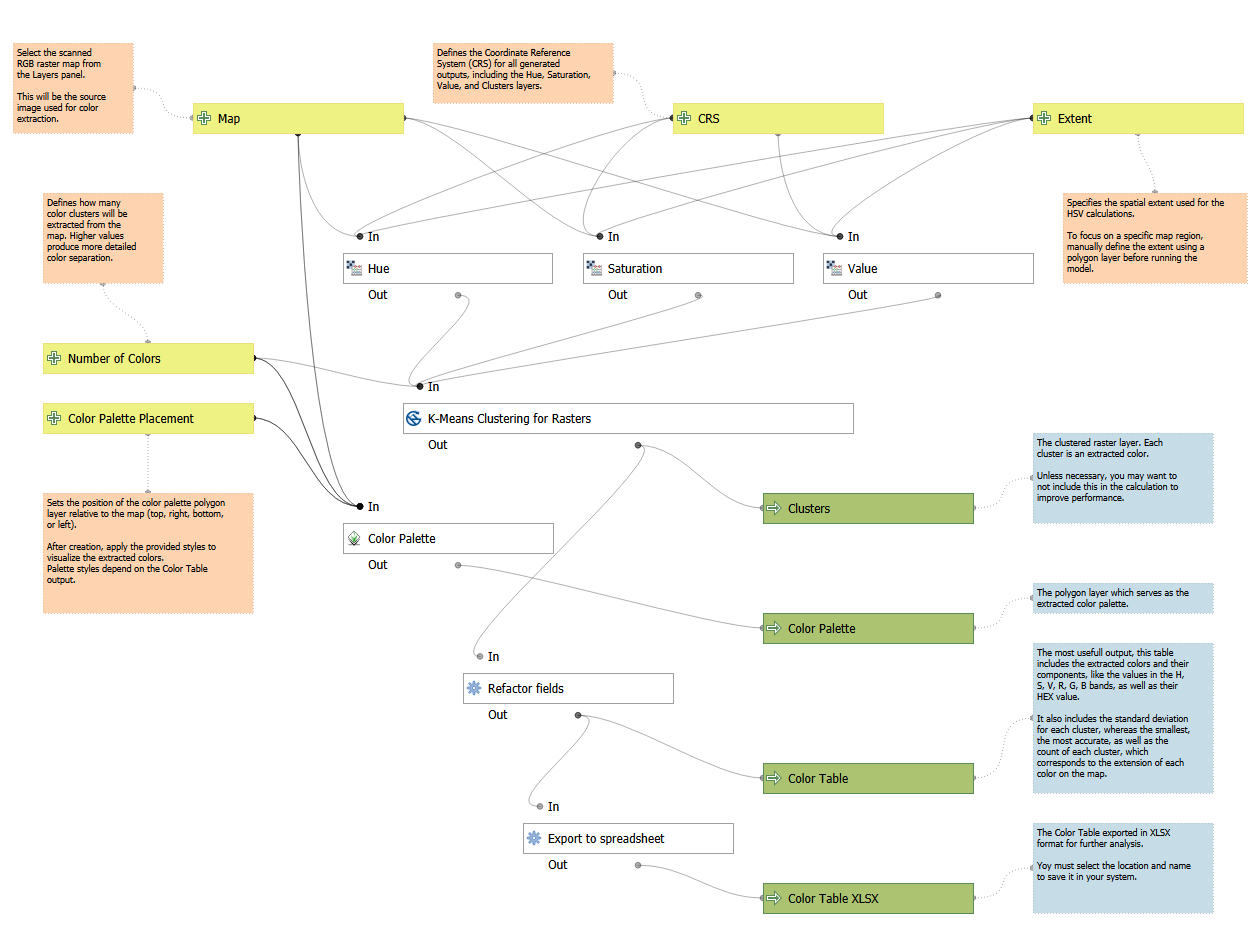 Select the scanned
RGB raster map from
the Layers panel.
This will be the source
image used for color
extraction.
Defines the Coordinate Reference
System (CRS) for all generated
outputs, including the Hue, Saturation,
Value, and Clusters layers.
Map
CRS
Extent
Defines how many
color clusters will be
extracted from the
map. Higher values
produce more detailed
color separation.
Specifies the spatial extent used for the
HSV calculations.
To focus on a specific map region,
manually define the extent using a
polygon layer before running the
model.
In
In
In
Hue
Saturation
Value
Out
Out
Out
Number of Colors
In
Color Palette Placement
K-Means Clustering for Rasters
Out
The clustered raster layer. Each
cluster is an extracted color.
Unless necessary, you may want to
not include this in the calculation to
improve performance.
Sets the position of the color palette polygon
layer relative to the map (top, right, bottom,
or left).
After creation, apply the provided styles to
visualize the extracted colors.
Palette styles depend on the Color Table
output.
In
Clusters
Color Palette
Out
The polygon layer which serves as the
extracted color palette.
Color Palette
In
The most usefull output, this table
includes the extracted colors and their
components, like the values in the H,
S, V, R, G, B bands, as well as their
HEX value.
It also includes the standard deviation
for each cluster, whereas the smallest,
the most accurate, as well as the
count of each cluster, which
corresponds to the extension of each
color on the map.
Refactor fields
Out
Color Table
In
Export to spreadsheet
Out
The Color Table exported in XLSX
format for further analysis.
Yoy must select the location and name
to save it in your system.
Color Table XLSX